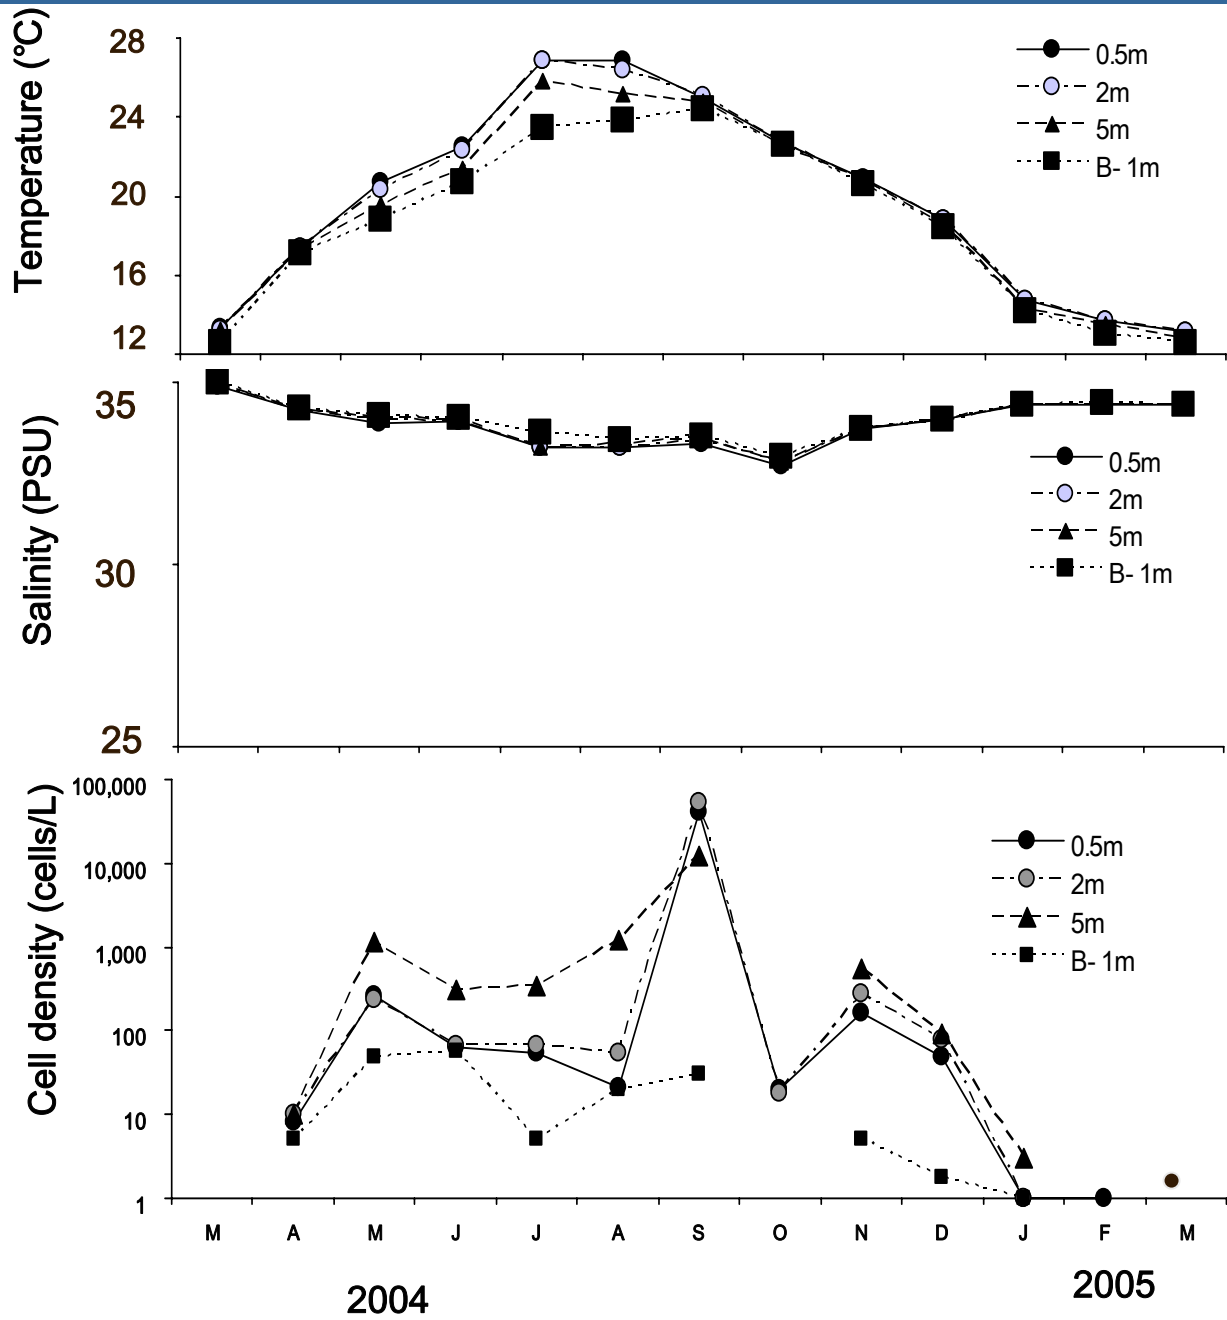 Temperature (°C)
28
24
20
16
12
0.5m
2m
5m
B- 1m
Salinity (PSU)
35
30
25
0.5m
2m
5m
B- 1m
Cell density (cells/L)
100,000
10,000
1,000
100
10
1
0.5m
2m
5m
B- 1m
M A M J J A S O N D J F M
2004 2005